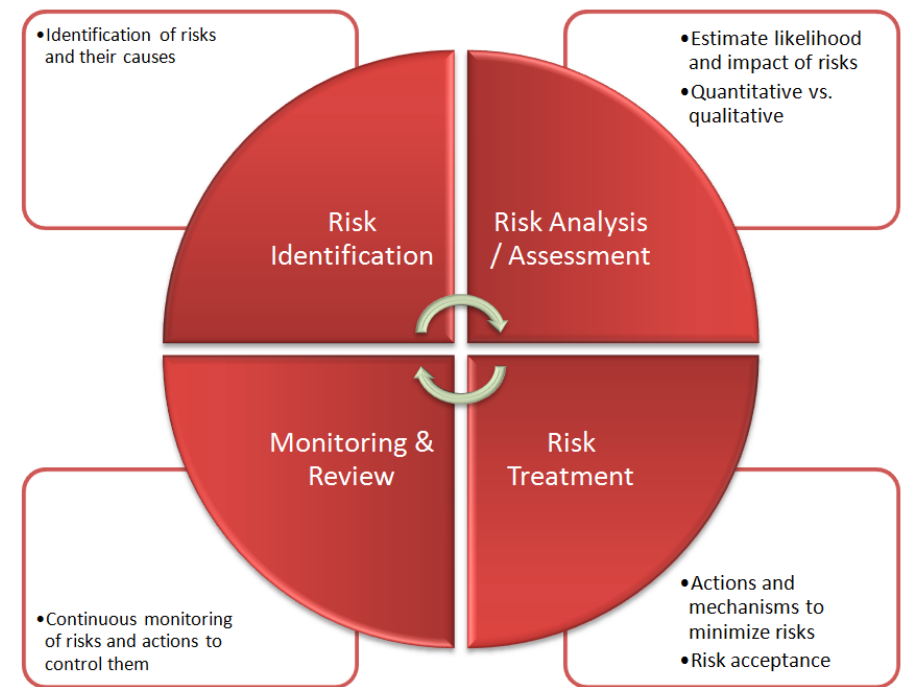 •Identification of risks
and their causes
•Estimate likelihood
and impact of risks
•Quantitative vs.
qualitative
Risk
Identification
Risk Analysis
/ Assessment
Monitoring &
Review
Risk
Treatment
•Continuous monitoring
of risks and actions to
control them
•Actions and
mechanisms to
minimize risks
•Risk acceptance